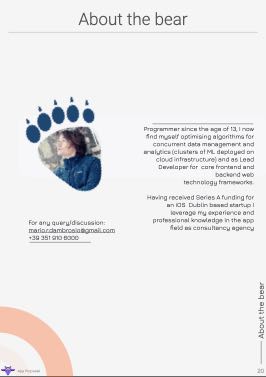 About the bear
Programmer since the age of 13, I now
find myself optimising algorithms for
concurrent data management and
analytics (clusters of ML deployed on
cloud infrastructure) and as Lead
Developer for core frontend and
backend web
technology frameworks.
Having received Series A funding for
an iOS Dublin based startup I
leverage my experience and
professional knowledge in the app
field as consultancy agency
For any query/discussion:
mario.r.dambrosio@gmail.com
+39 351 910 6000
About the bear
20